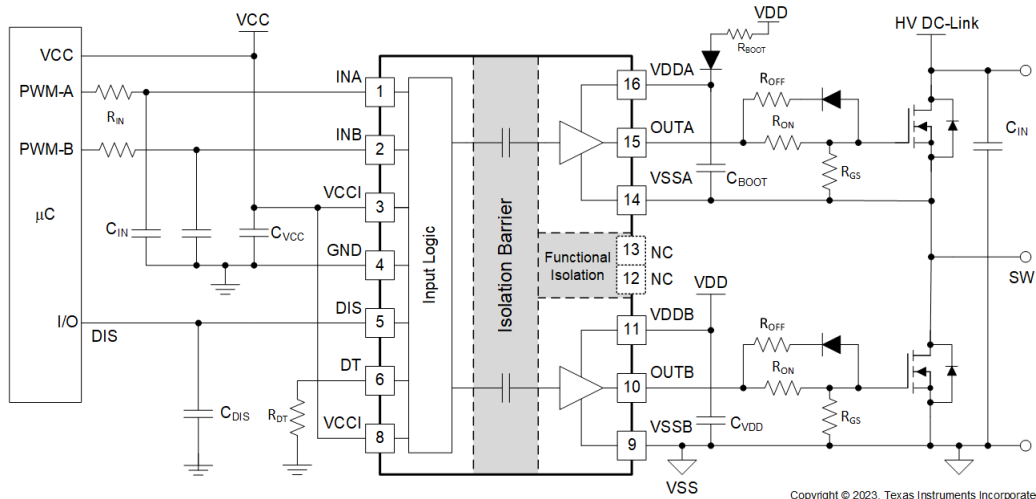 VCC
VDD
HV DC-Link
R_BOOT
VCC
INA
VDDA
PWM-A
1
16
R_OFF
R_IN
R_ON
INB
OUTA
C_IN
PWM-B
2
15
VCCI
C_BOOT
R_GS
VSSA
µC
3
14
C_IN
C_VCC
GND
Input Logic
Isolation Barrier
Functional
Isolation
13
NC
4
12
NC
SW
VDD
DIS
VDDB
I/O
DIS
5
11
R_OFF
DT
R_ON
OUTB
6
10
R_DT
C_DIS
VCCI
C_VDD
R_GS
VSSB
8
9
VSS
Copyright © 2023, Texas Instruments Incorporate